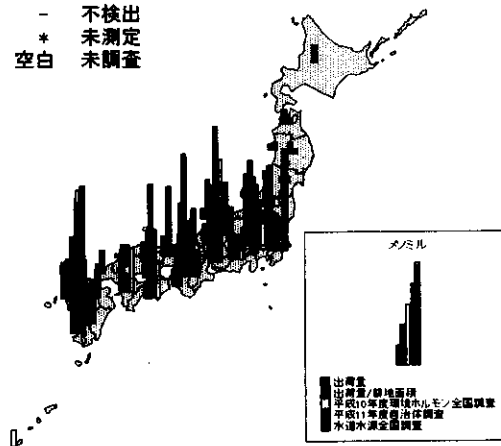 - 不検出
* 未測定
空白 未調査
メソミル
出荷量
出荷量/耕地面積
平成10年度環境ホルモン全国調査
平成11年度自治体調査
水道水源全国調査